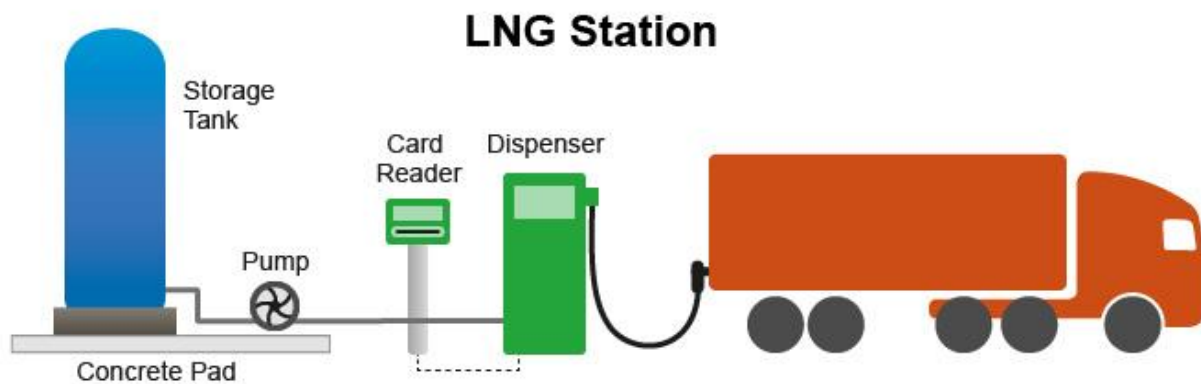 LNG Station
Storage
Tank
Card
Reader
Dispenser
Pump
Concrete Pad